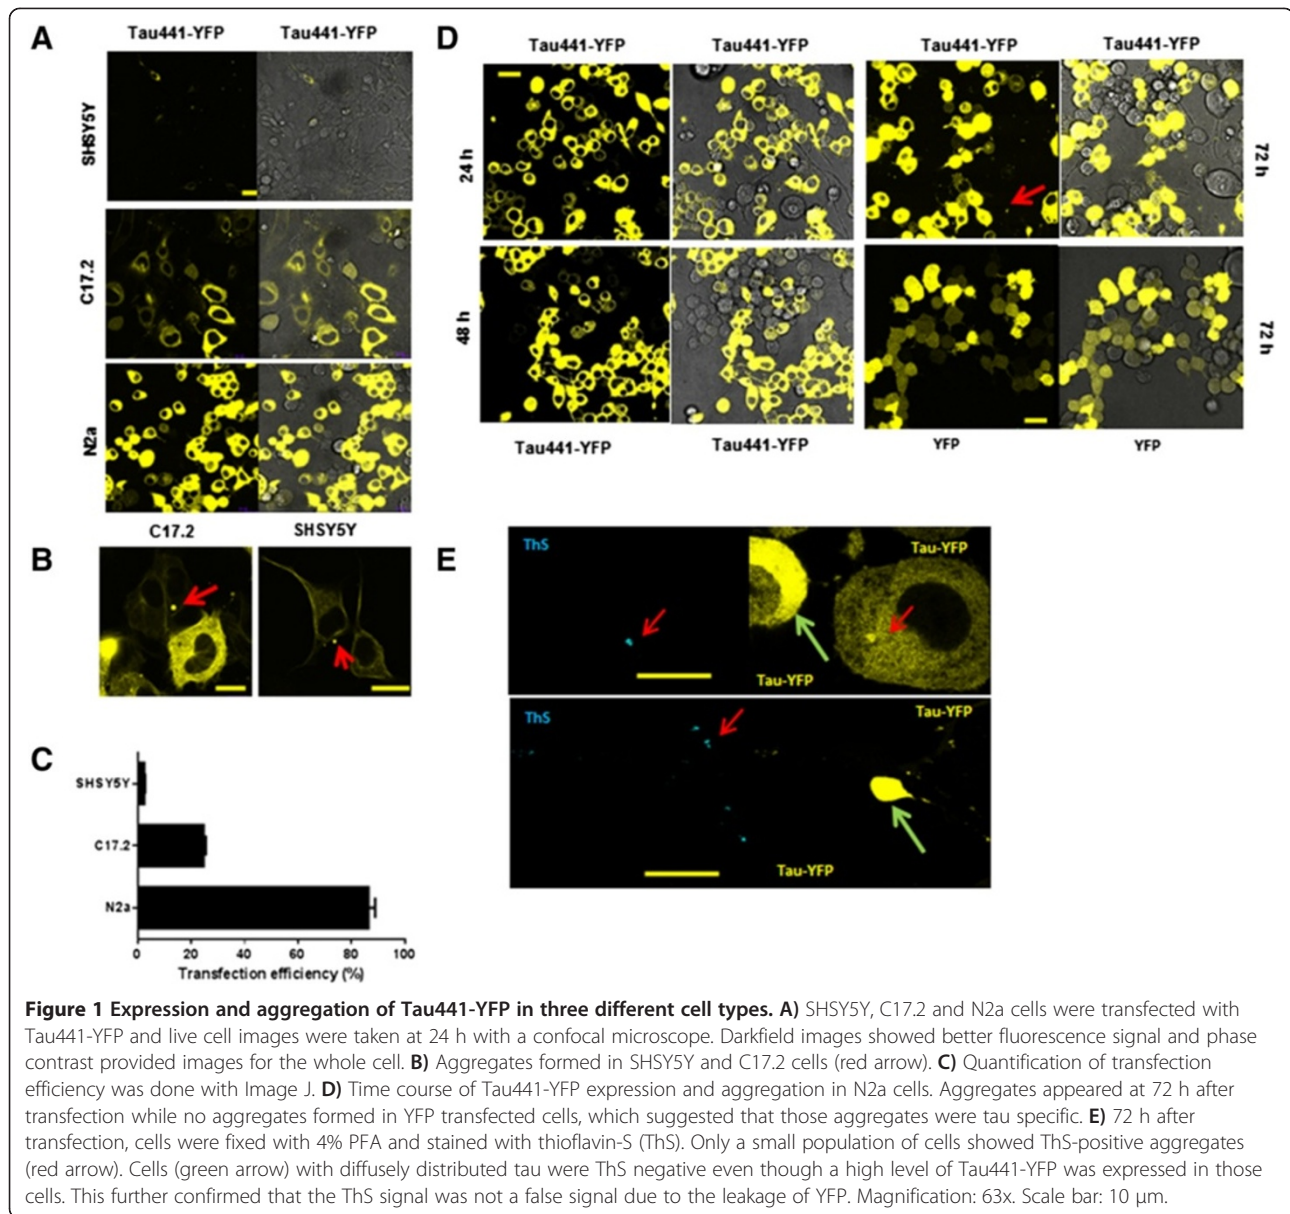 A
Tau441-YFP Tau441-YFP
SHSY5Y
C17.2
N2a
B
C17.2 SHSY5Y
C
SHSY5Y
C17.2
N2a
0 20 40 60 80 100
Transfection efficiency (%)
D
Tau441-YFP Tau441-YFP Tau441-YFP Tau441-YFP
24 h
72 h
48 h
72 h
Tau441-YFP Tau441-YFP YFP YFP
E
ThS
Tau-YFP
Tau-YFP
ThS
Tau-YFP
Tau-YFP
Figure 1 Expression and aggregation of Tau441-YFP in three different cell types. A) SHSY5Y, C17.2 and N2a cells were transfected with
Tau441-YFP and live cell images were taken at 24 h with a confocal microscope. Darkfield images showed better fluorescence signal and phase
contrast provided images for the whole cell. B) Aggregates formed in SHSY5Y and C17.2 cells (red arrow). C) Quantification of transfection
efficiency was done with Image J. D) Time course of Tau441-YFP expression and aggregation in N2a cells. Aggregates appeared at 72 h after
transfection while no aggregates formed in YFP transfected cells, which suggested that those aggregates were tau specific. E) 72 h after
transfection, cells were fixed with 4% PFA and stained with thioflavin-S (ThS). Only a small population of cells showed ThS-positive aggregates
(red arrow). Cells (green arrow) with diffusely distributed tau were ThS negative even though a high level of Tau441-YFP was expressed in those
cells. This further confirmed that the ThS signal was not a false signal due to the leakage of YFP. Magnification: 63x. Scale bar: 10 μm.